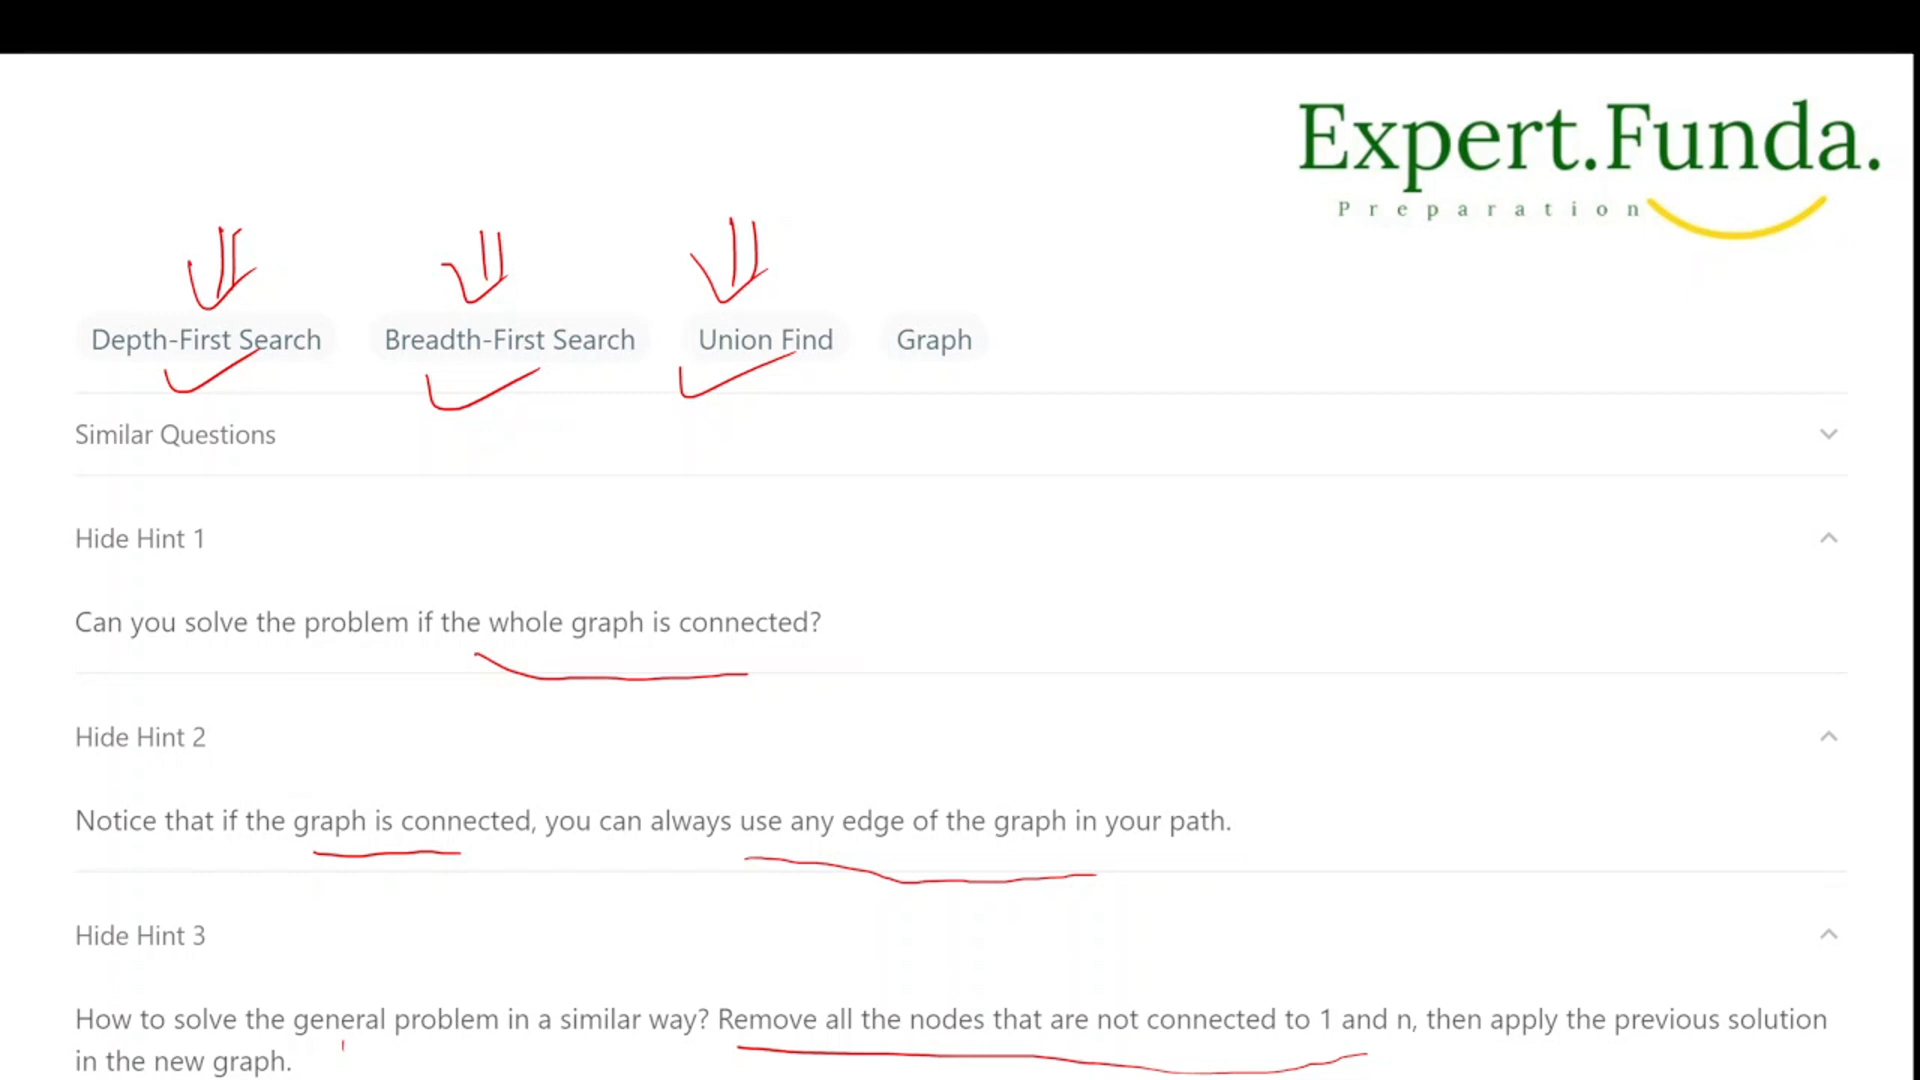 Expert.Funda.
Preparation
Depth-First Search Breadth-First Search Union Find Graph
Similar Questions
Hide Hint 1
Can you solve the problem if the whole graph is connected?
Hide Hint 2
Notice that if the graph is connected, you can always use any edge of the graph in your path.
Hide Hint 3
How to solve the general problem in a similar way? Remove all the nodes that are not connected to 1 and n, then apply the previous solution
in the new graph.